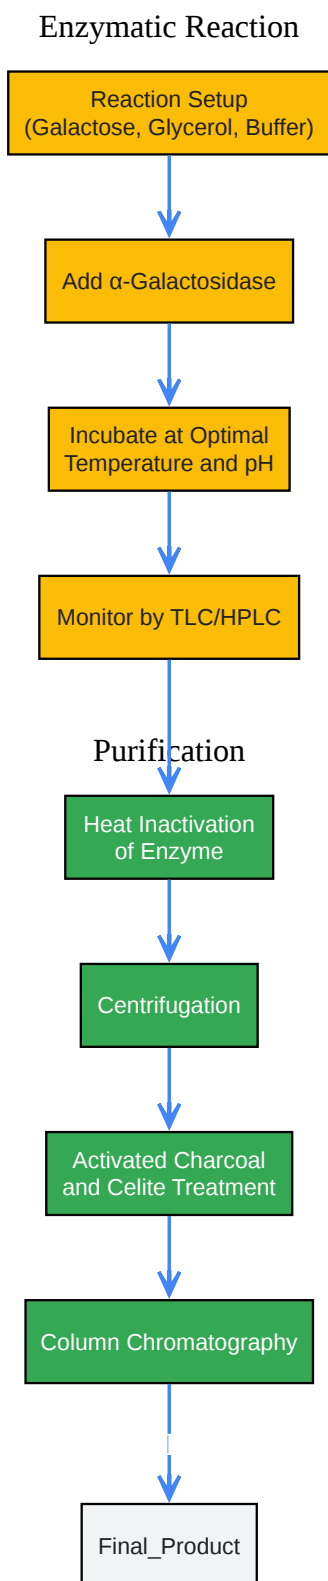 Enzymatic Reaction
Reaction Setup
(Galactose, Glycerol, Buffer)
Add α-Galactosidase
Incubate at Optimal
Temperature and pH
Monitor by TLC/HPLC
Purification
Heat Inactivation
of Enzyme
Centrifugation
Activated Charcoal
and Celite Treatment
Column Chromatography
Final_Product